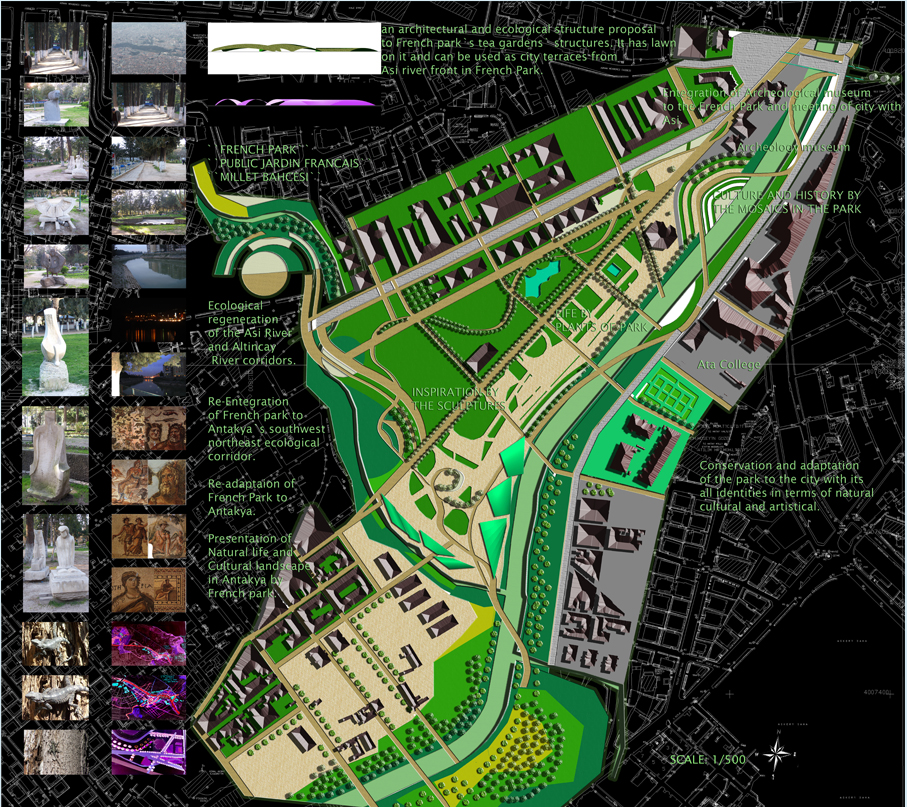 an architectural and ecological structure proposal
to French park`s tea gardens` structures. It has lawn
on it and can be used as city terraces from
Asi river front in French Park.
Entegration of Archeological museum
to the French Park and meeting of city with
Asi
Archeology museum
FRENCH PARK
PUBLIC JARDIN FRANCAIS
MILLET BAHCESI
CULTURE AND HISTORY BY
THE MOSAICS IN THE PARK
Ecological
regeneration
of the Asi River
and Altincay
River corridors.
LIFE BY
PLANTS OF PARK
Ata College
INSPIRATION BY
THE SCULPTURES
Re-Entegration
of French park to
Antakya`s southwest
northeast ecological
corridor.
Conservation and adaptation
of the park to the city with its
all identities in terms of natural
cultural and artistical.
Re-adaptaion of
French Park to
Antakya.
Presentation of
Natural life and
Cultural landscape
in Antakya by
French park.
4007400
SCALE: 1/500